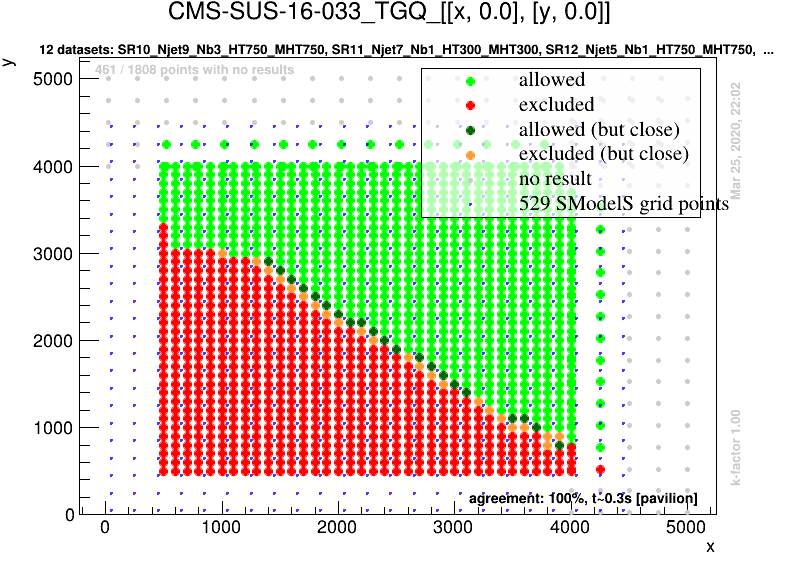 CMS-SUS-16-033_TGQ_[[x, 0.0], [y, 0.0]]
12 datasets: SR10_Njet9_Nb3_HT750_MHT750, SR11_Njet7_Nb1_HT300_MHT300, SR12_Njet5_Nb1_HT750_MHT750, ...
y
461 / 1808 points with no results
allowed
excluded
allowed (but close)
excluded (but close)
no result
529 SModelS grid points
Mar 25, 2020, 22:02
k-factor 1.00
5000
4000
3000
2000
1000
0
agreement: 100%, t~0.3s [pavilion]
0 1000 2000 3000 4000 5000
x